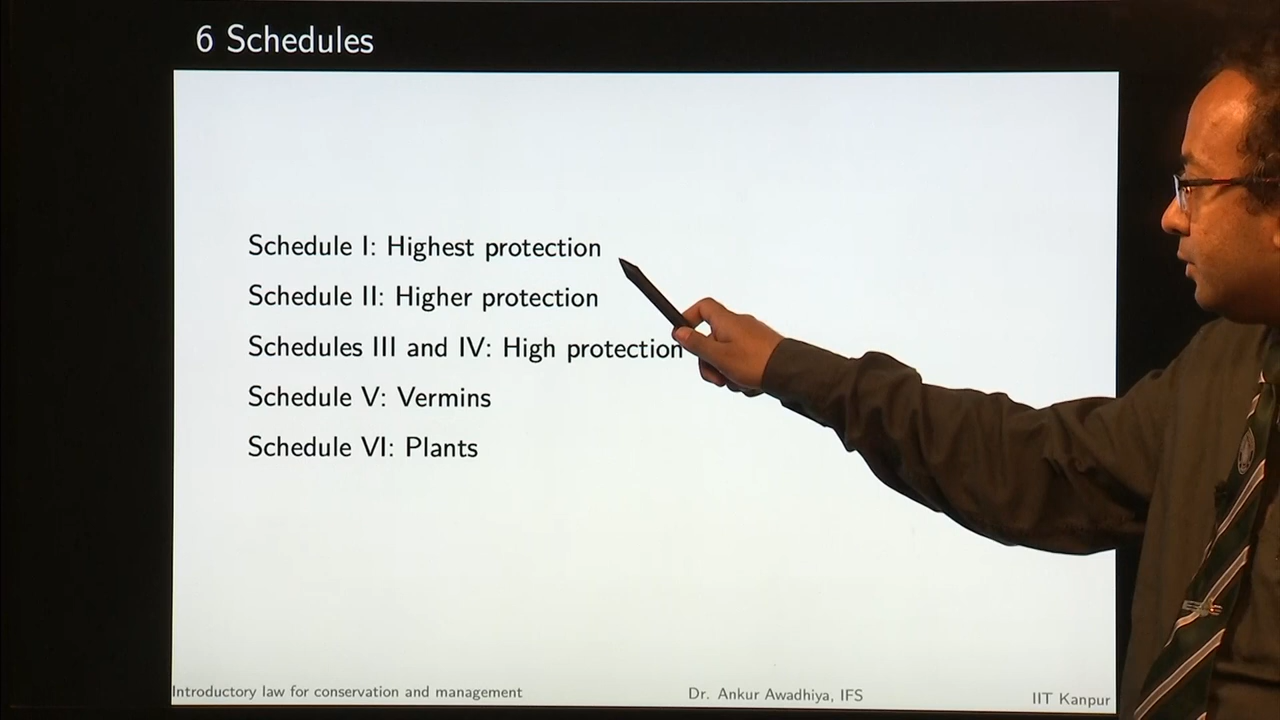 6 Schedules
Schedule I: Highest protection
Schedule II: Higher protection
Schedules III and IV: High protection
Schedule V: Vermins
Schedule VI: Plants
Introductory law for conservation and management
Dr. Ankur Awadhiya, IFS
IIT Kanpur